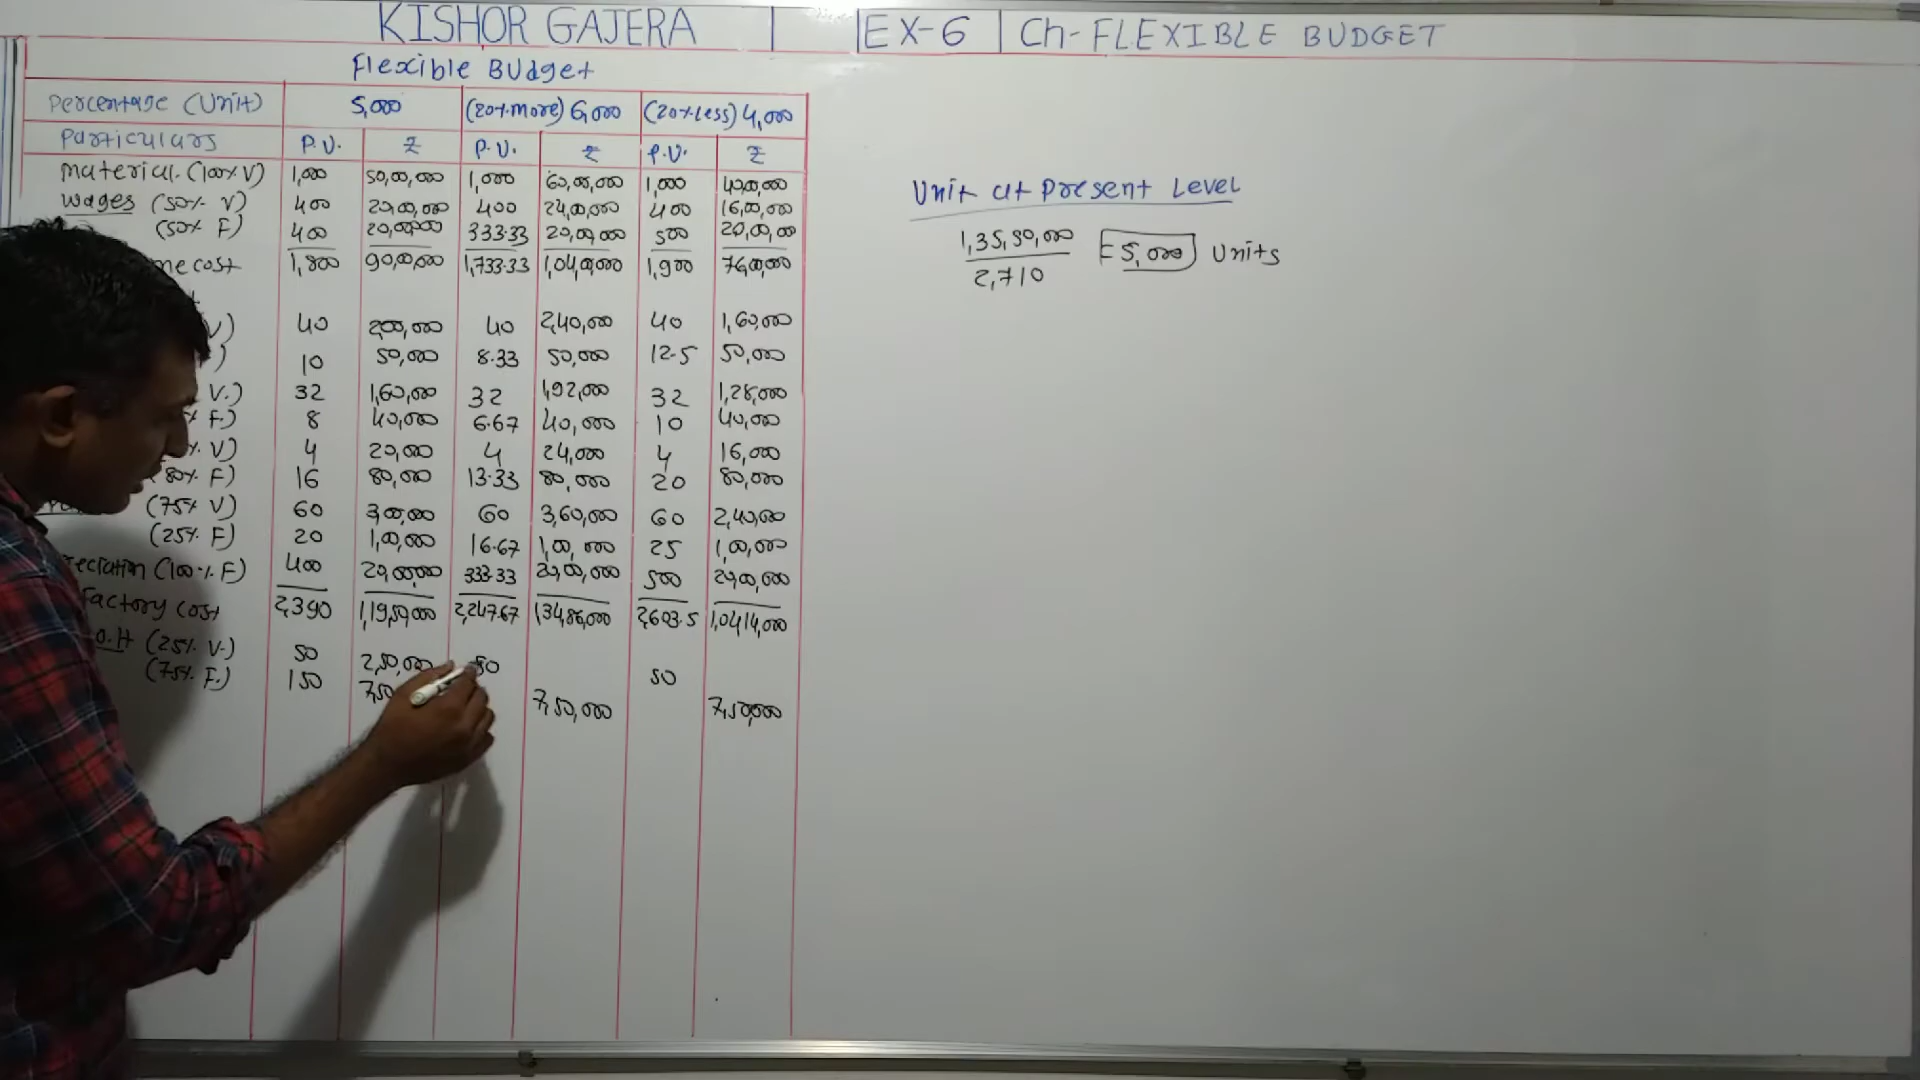 KISHOR GAJERA EX-6 Ch- FLEXIBLE BUDGET
Flexible Budget
Percentage (Unit) 5,000 (20% more) 6,000 (20% Less) 4,000
Particulars P.U. ₹ P.U. ₹ P.U. ₹
Material (100% V) 1,000 50,00,000 1,000 60,00,000 1,000 40,00,000
Wages (50% V) 400 20,00,000 400 24,00,000 400 16,00,000
(50% F) 400 20,00,000 333.33 20,00,000 500 20,00,000
me cost 1,800 90,00,000 1,733.33 1,04,00,000 1,900 76,00,000
V) 40 2,00,000 40 2,40,000 40 1,60,000
) 10 50,000 8.33 50,000 12.5 50,000
V.) 32 1,60,000 32 1,92,000 32 1,28,000
% F.) 8 40,000 6.67 40,000 10 40,000
%. V) 4 20,000 4 24,000 4 16,000
(80% F) 16 80,000 13.33 80,000 20 80,000
(75% V) 60 3,00,000 60 3,60,000 60 2,40,000
(25% F) 20 1,00,000 16.67 1,00,000 25 1,00,000
reciation (100% F) 400 20,00,000 333.33 20,00,000 500 20,00,000
Factory cost 2,390 1,19,50,000 2,247.67 1,34,86,000 2,603.5 1,04,14,000
O.H (25% V.) 50 2,50,000 50 50
(75% F.) 150 7,50 7,50,000 7,50,000
Unit at Present Level
1,35,50,000 = 5,000 Units
2,710